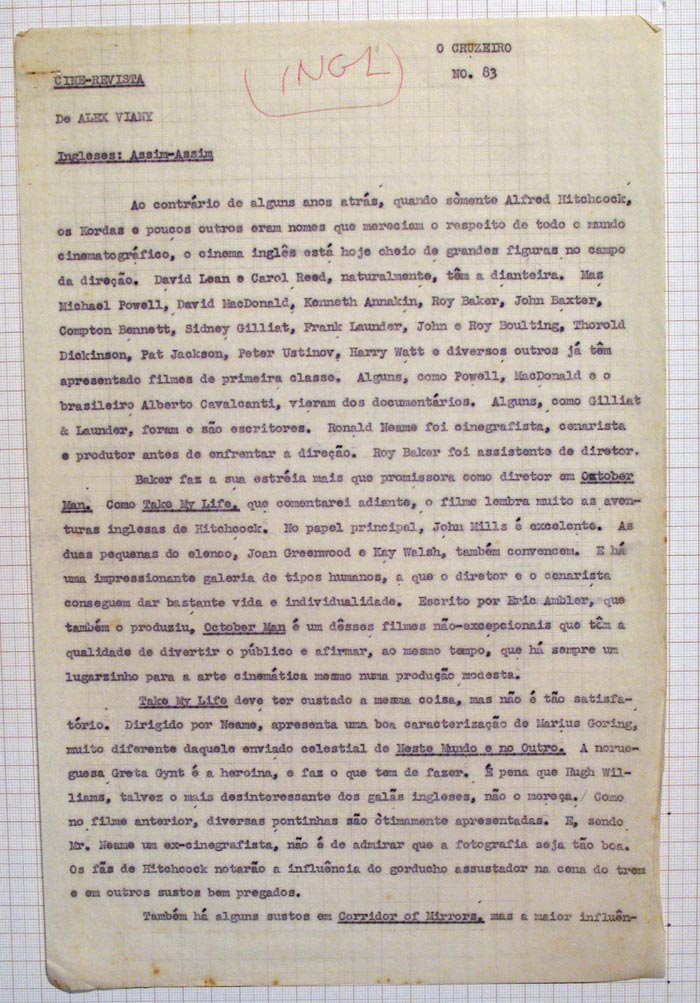 O CRUZEIRO
(INGL)
CINE-REVISTA
NO. 83
De ALEX VIANY
Ingleses: Assim-Assim
Ao contrário de alguns anos atrás, quando sòmente Alfred Hitchcock,
os Kordas e poucos outros eram nomes que mereciam o respeito de todo o mundo
cinematográfico, o cinema inglês está hoje cheio de grandes figuras no campo
da direção. David Lean e Carol Reed, naturalmente, têm a dianteira. Mas
Michael Powell, David MacDonald, Kenneth Annakin, Roy Baker, John Baxter,
Compton Bennett, Sidney Gilliat, Frank Launder, John e Roy Boulting, Thorold
Dickinson, Pat Jackson, Peter Ustinov, Harry Watt e diversos outros já têm
apresentado filmes de primeira classe. Alguns, como Powell, MacDonald e o
brasileiro Alberto Cavalcanti, vieram dos documentários. Alguns, como Gilliat
& Launder, foram e são escritores. Ronald Neame foi cinegrafista, cenarista
e produtor antes de enfrentar a direção. Roy Baker foi assistente de diretor.
Baker faz a sua estréia mais que promissora como diretor em October
Man. Como Take My Life, que comentarei adiante, o filme lembra muito as aven-
turas inglesas de Hitchcock. No papel principal, John Mills é excelente. As
duas pequenas do elenco, Joan Greenwood e Kay Walsh, também convencem. E há
uma impressionante galeria de tipos humanos, a que o diretor e o cenarista
conseguem dar bastante vida e individualidade. Escrito por Eric Ambler, que
também o produziu, October Man é um dêsses filmes não-excepcionais que têm a
qualidade de divertir o público e afirmar, ao mesmo tempo, que há sempre um
lugarzinho para a arte cinemática mesmo numa produção modesta.
Take My Life deve ter custado a mesma coisa, mas não é tão satisfa-
tório. Dirigido por Neame, apresenta uma boa caracterização de Marius Goring,
muito diferente daquele enviado celestial de Neste Mundo e no Outro. A norue-
guesa Greta Gynt é a heroina, e faz o que tem de fazer. É pena que Hugh Wil-
liams, talvez o mais desinteressante dos galãs ingleses, não o moreça./ Como
no filme anterior, diversas pontinhas são òtimamente apresentadas. E, sendo
Mr. Neame um ex-cinegrafista, não é de admirar que a fotografia seja tão boa.
Os fãs de Hitchcock notarão a influência do gorducho assustador na cena do trem
e em outros sustos bem pregados.
Também há alguns sustos em Corridor of Mirrors, mas a maior influên-